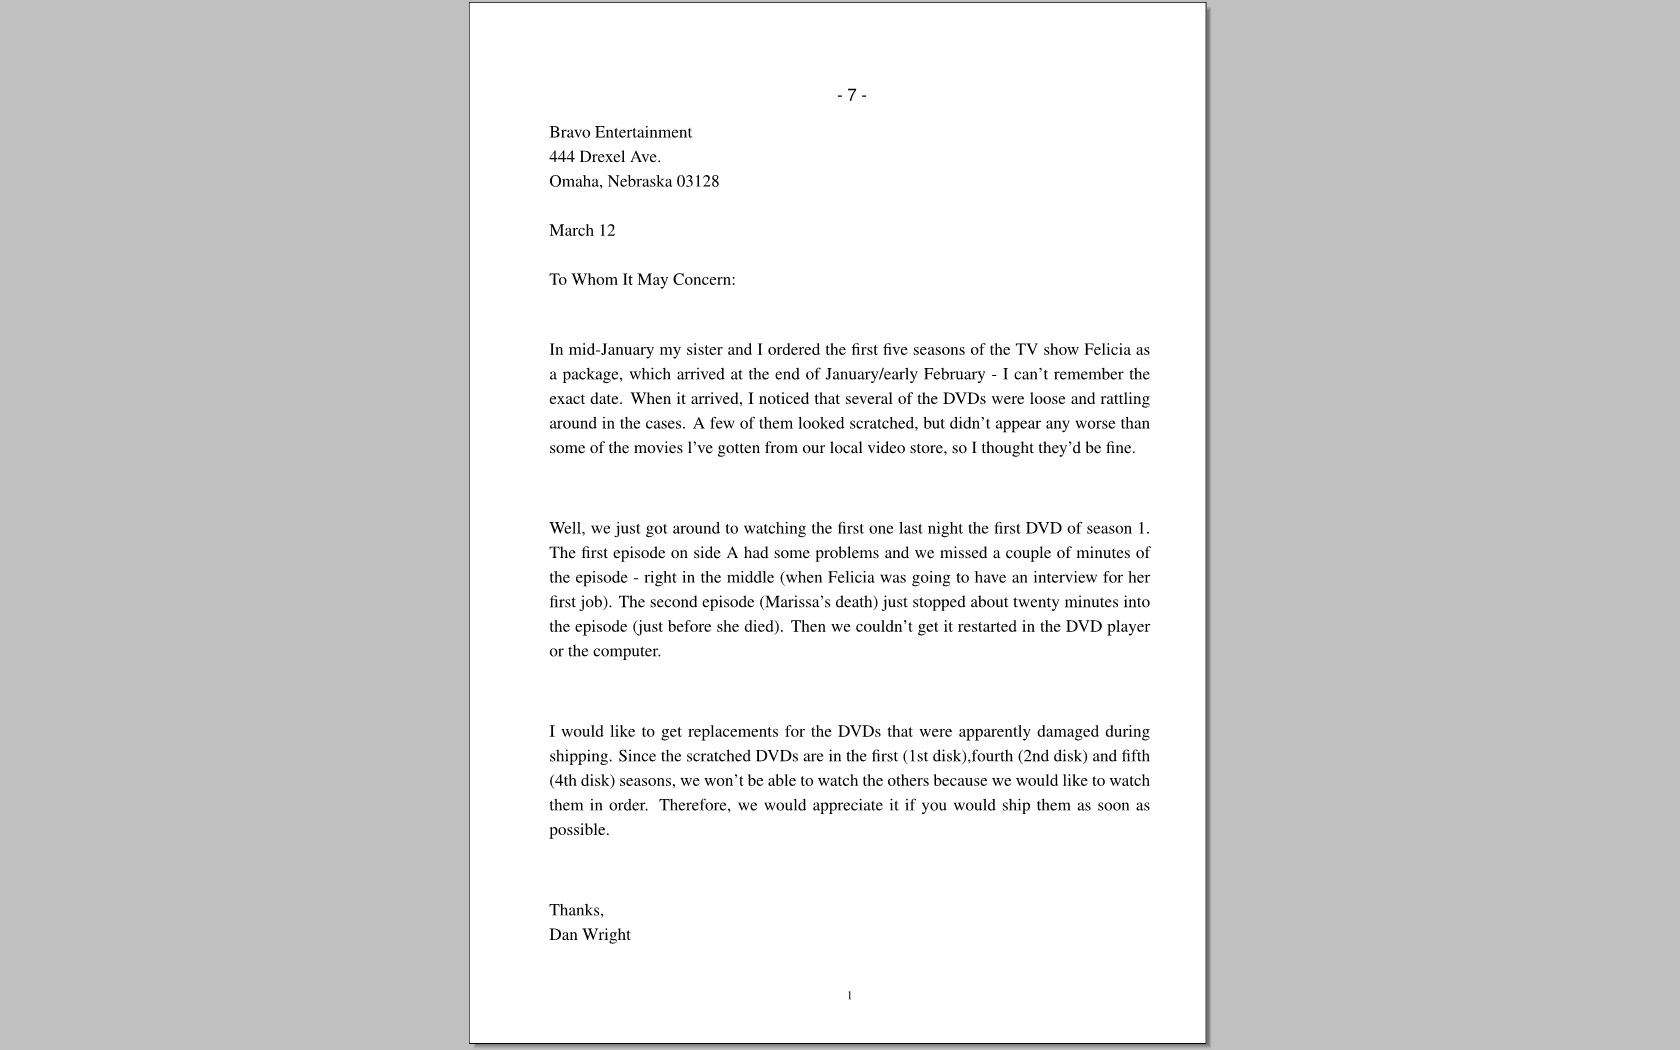 - 7 -
Bravo Entertainment
444 Drexel Ave.
Omaha, Nebraska 03128
March 12
To Whom It May Concern:
In mid-January my sister and I ordered the first five seasons of the TV show Felicia as
a package, which arrived at the end of January/early February - I can't remember the
exact date. When it arrived, I noticed that several of the DVDs were loose and rattling
around in the cases. A few of them looked scratched, but didn't appear any worse than
some of the movies l've gotten from our local video store, so I thought they'd be fine.
Well, we just got around to watching the first one last night the first DVD of season 1.
The first episode on side A had some problems and we missed a couple of minutes of
the episode - right in the middle (when Felicia was going to have an interview for her
first job). The second episode (Marissa's death) just stopped about twenty minutes into
the episode (just before she died). Then we couldn't get it restarted in the DVD player
or the computer.
I would like to get replacements for the DVDs that were apparently damaged during
shipping. Since the scratched DVDs are in the first (1st disk),fourth (2nd disk) and fifth
(4th disk) seasons, we won't be able to watch the others because we would like to watch
them in order. Therefore, we would appreciate it if you would ship them as soon as
possible.
Thanks,
Dan Wright
1